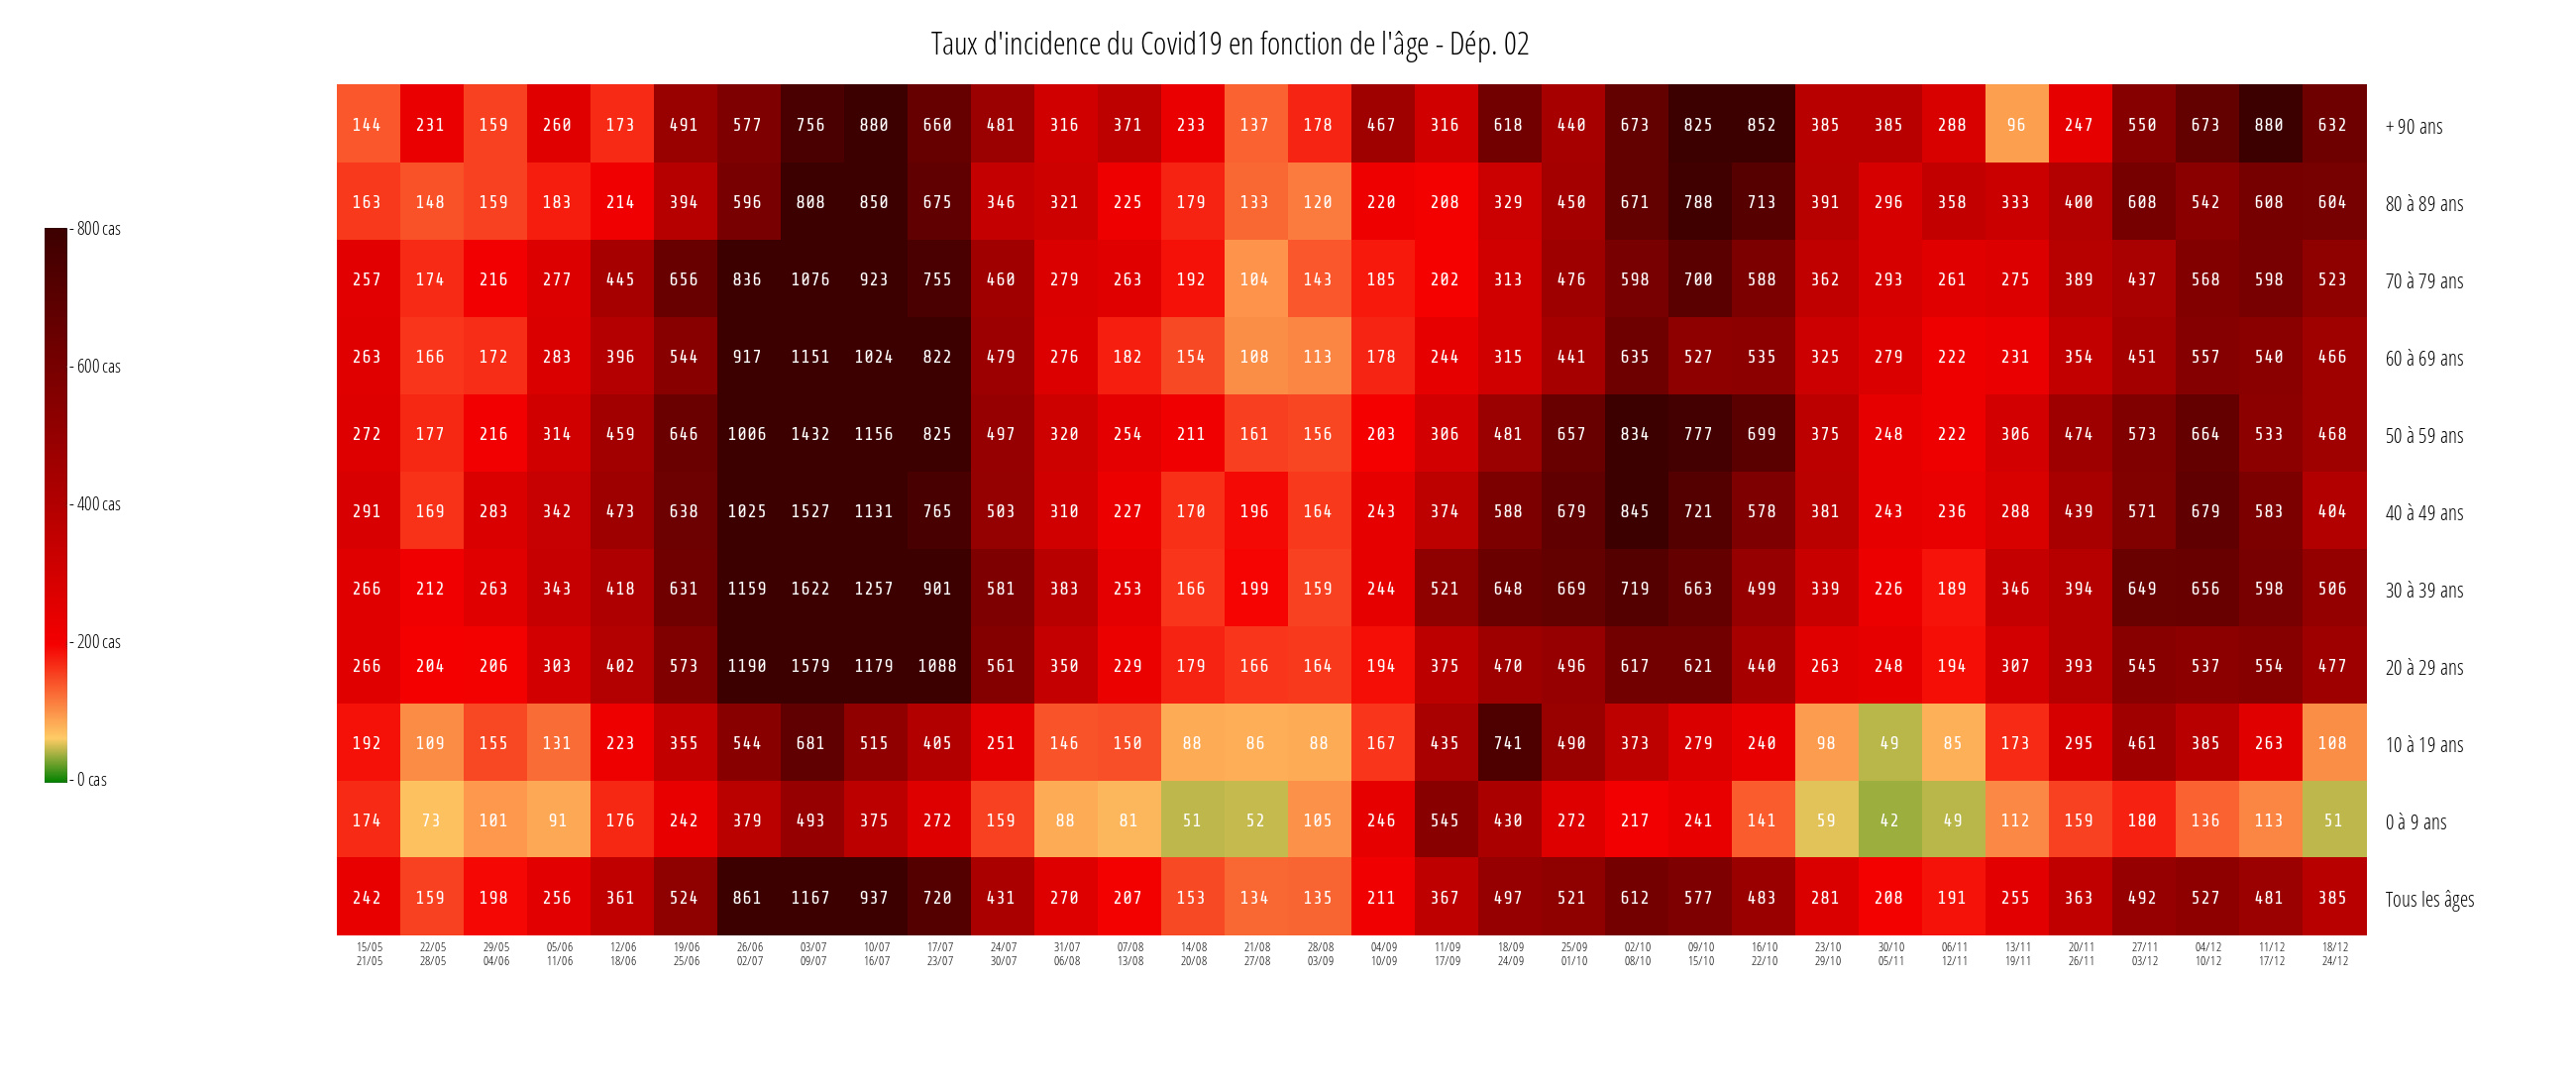 Taux d'incidence du Covid19 en fonction de l'âge - Dép. 02
- 800 cas
- 600 cas
- 400 cas
- 200 cas
- 0 cas
144 231 159 260 173 491 577 756 880 660 481 316 371 233 137 178 467 316 618 440 673 825 852 385 385 288 96 247 550 673 880 632 + 90 ans
163 148 159 183 214 394 596 808 850 675 346 321 225 179 133 120 220 208 329 450 671 788 713 391 296 358 333 400 608 542 608 604 80 à 89 ans
257 174 216 277 445 656 836 1076 923 755 460 279 263 192 104 143 185 202 313 476 598 700 588 362 293 261 275 389 437 568 598 523 70 à 79 ans
263 166 172 283 396 544 917 1151 1024 822 479 276 182 154 108 113 178 244 315 441 635 527 535 325 279 222 231 354 451 557 540 466 60 à 69 ans
272 177 216 314 459 646 1006 1432 1156 825 497 320 254 211 161 156 203 306 481 657 834 777 699 375 248 222 306 474 573 664 533 468 50 à 59 ans
291 169 283 342 473 638 1025 1527 1131 765 503 310 227 170 196 164 243 374 588 679 845 721 578 381 243 236 288 439 571 679 583 404 40 à 49 ans
266 212 263 343 418 631 1159 1622 1257 901 581 383 253 166 199 159 244 521 648 669 719 663 499 339 226 189 346 394 649 656 598 506 30 à 39 ans
266 204 206 303 402 573 1190 1579 1179 1088 561 350 229 179 166 164 194 375 470 496 617 621 440 263 248 194 307 393 545 537 554 477 20 à 29 ans
192 109 155 131 223 355 544 681 515 405 251 146 150 88 86 88 167 435 741 490 373 279 240 98 49 85 173 295 461 385 263 108 10 à 19 ans
174 73 101 91 176 242 379 493 375 272 159 88 81 51 52 105 246 545 430 272 217 241 141 59 42 49 112 159 180 136 113 51 0 à 9 ans
242 159 198 256 361 524 861 1167 937 720 431 270 207 153 134 135 211 367 497 521 612 577 483 281 208 191 255 363 492 527 481 385 Tous les âges
15/05 22/05 29/05 05/06 12/06 19/06 26/06 03/07 10/07 17/07 24/07 31/07 07/08 14/08 21/08 28/08 04/09 11/09 18/09 25/09 02/10 09/10 16/10 23/10 30/10 06/11 13/11 20/11 27/11 04/12 11/12 18/12
21/05 28/05 04/06 11/06 18/06 25/06 02/07 09/07 16/07 23/07 30/07 06/08 13/08 20/08 27/08 03/09 10/09 17/09 24/09 01/10 08/10 15/10 22/10 29/10 05/11 12/11 19/11 26/11 03/12 10/12 17/12 24/12